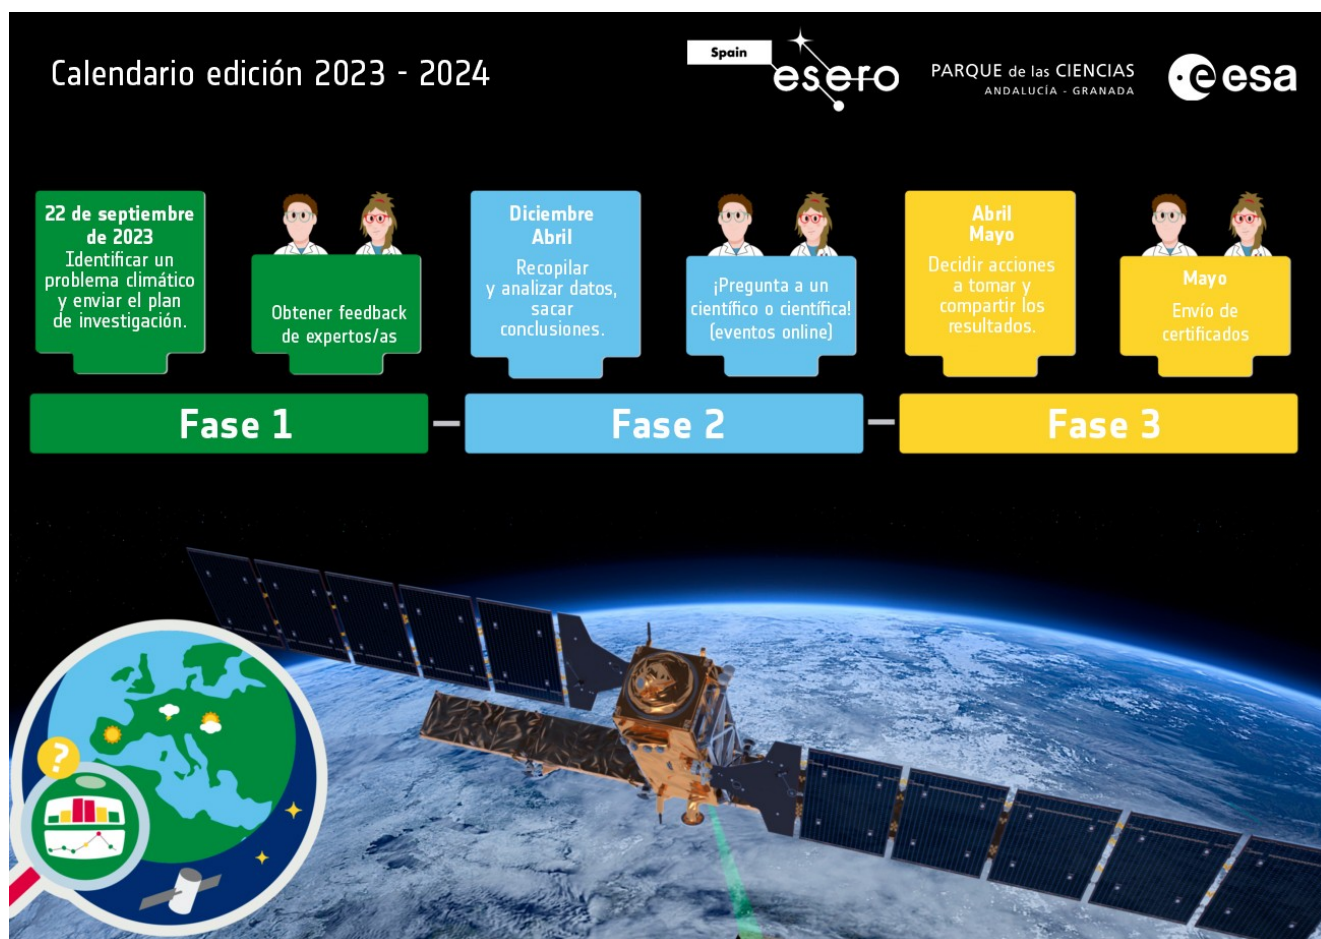 Calendario edición 2023 - 2024
Spain
esero
PARQUE de las CIENCIAS
ANDALUCÍA - GRANADA
esa
22 de septiembre
de 2023
Identificar un
problema climático
y enviar el plan
de investigación.
Obtener feedback
de expertos/as
Fase 1
Diciembre
Abril
Recopilar
y analizar datos,
sacar
conclusiones.
¡Pregunta a un
científico o científica!
(eventos online)
Fase 2
Abril
Mayo
Decidir acciones
a tomar y
compartir los
resultados.
Mayo
Envío de
certificados
Fase 3
?